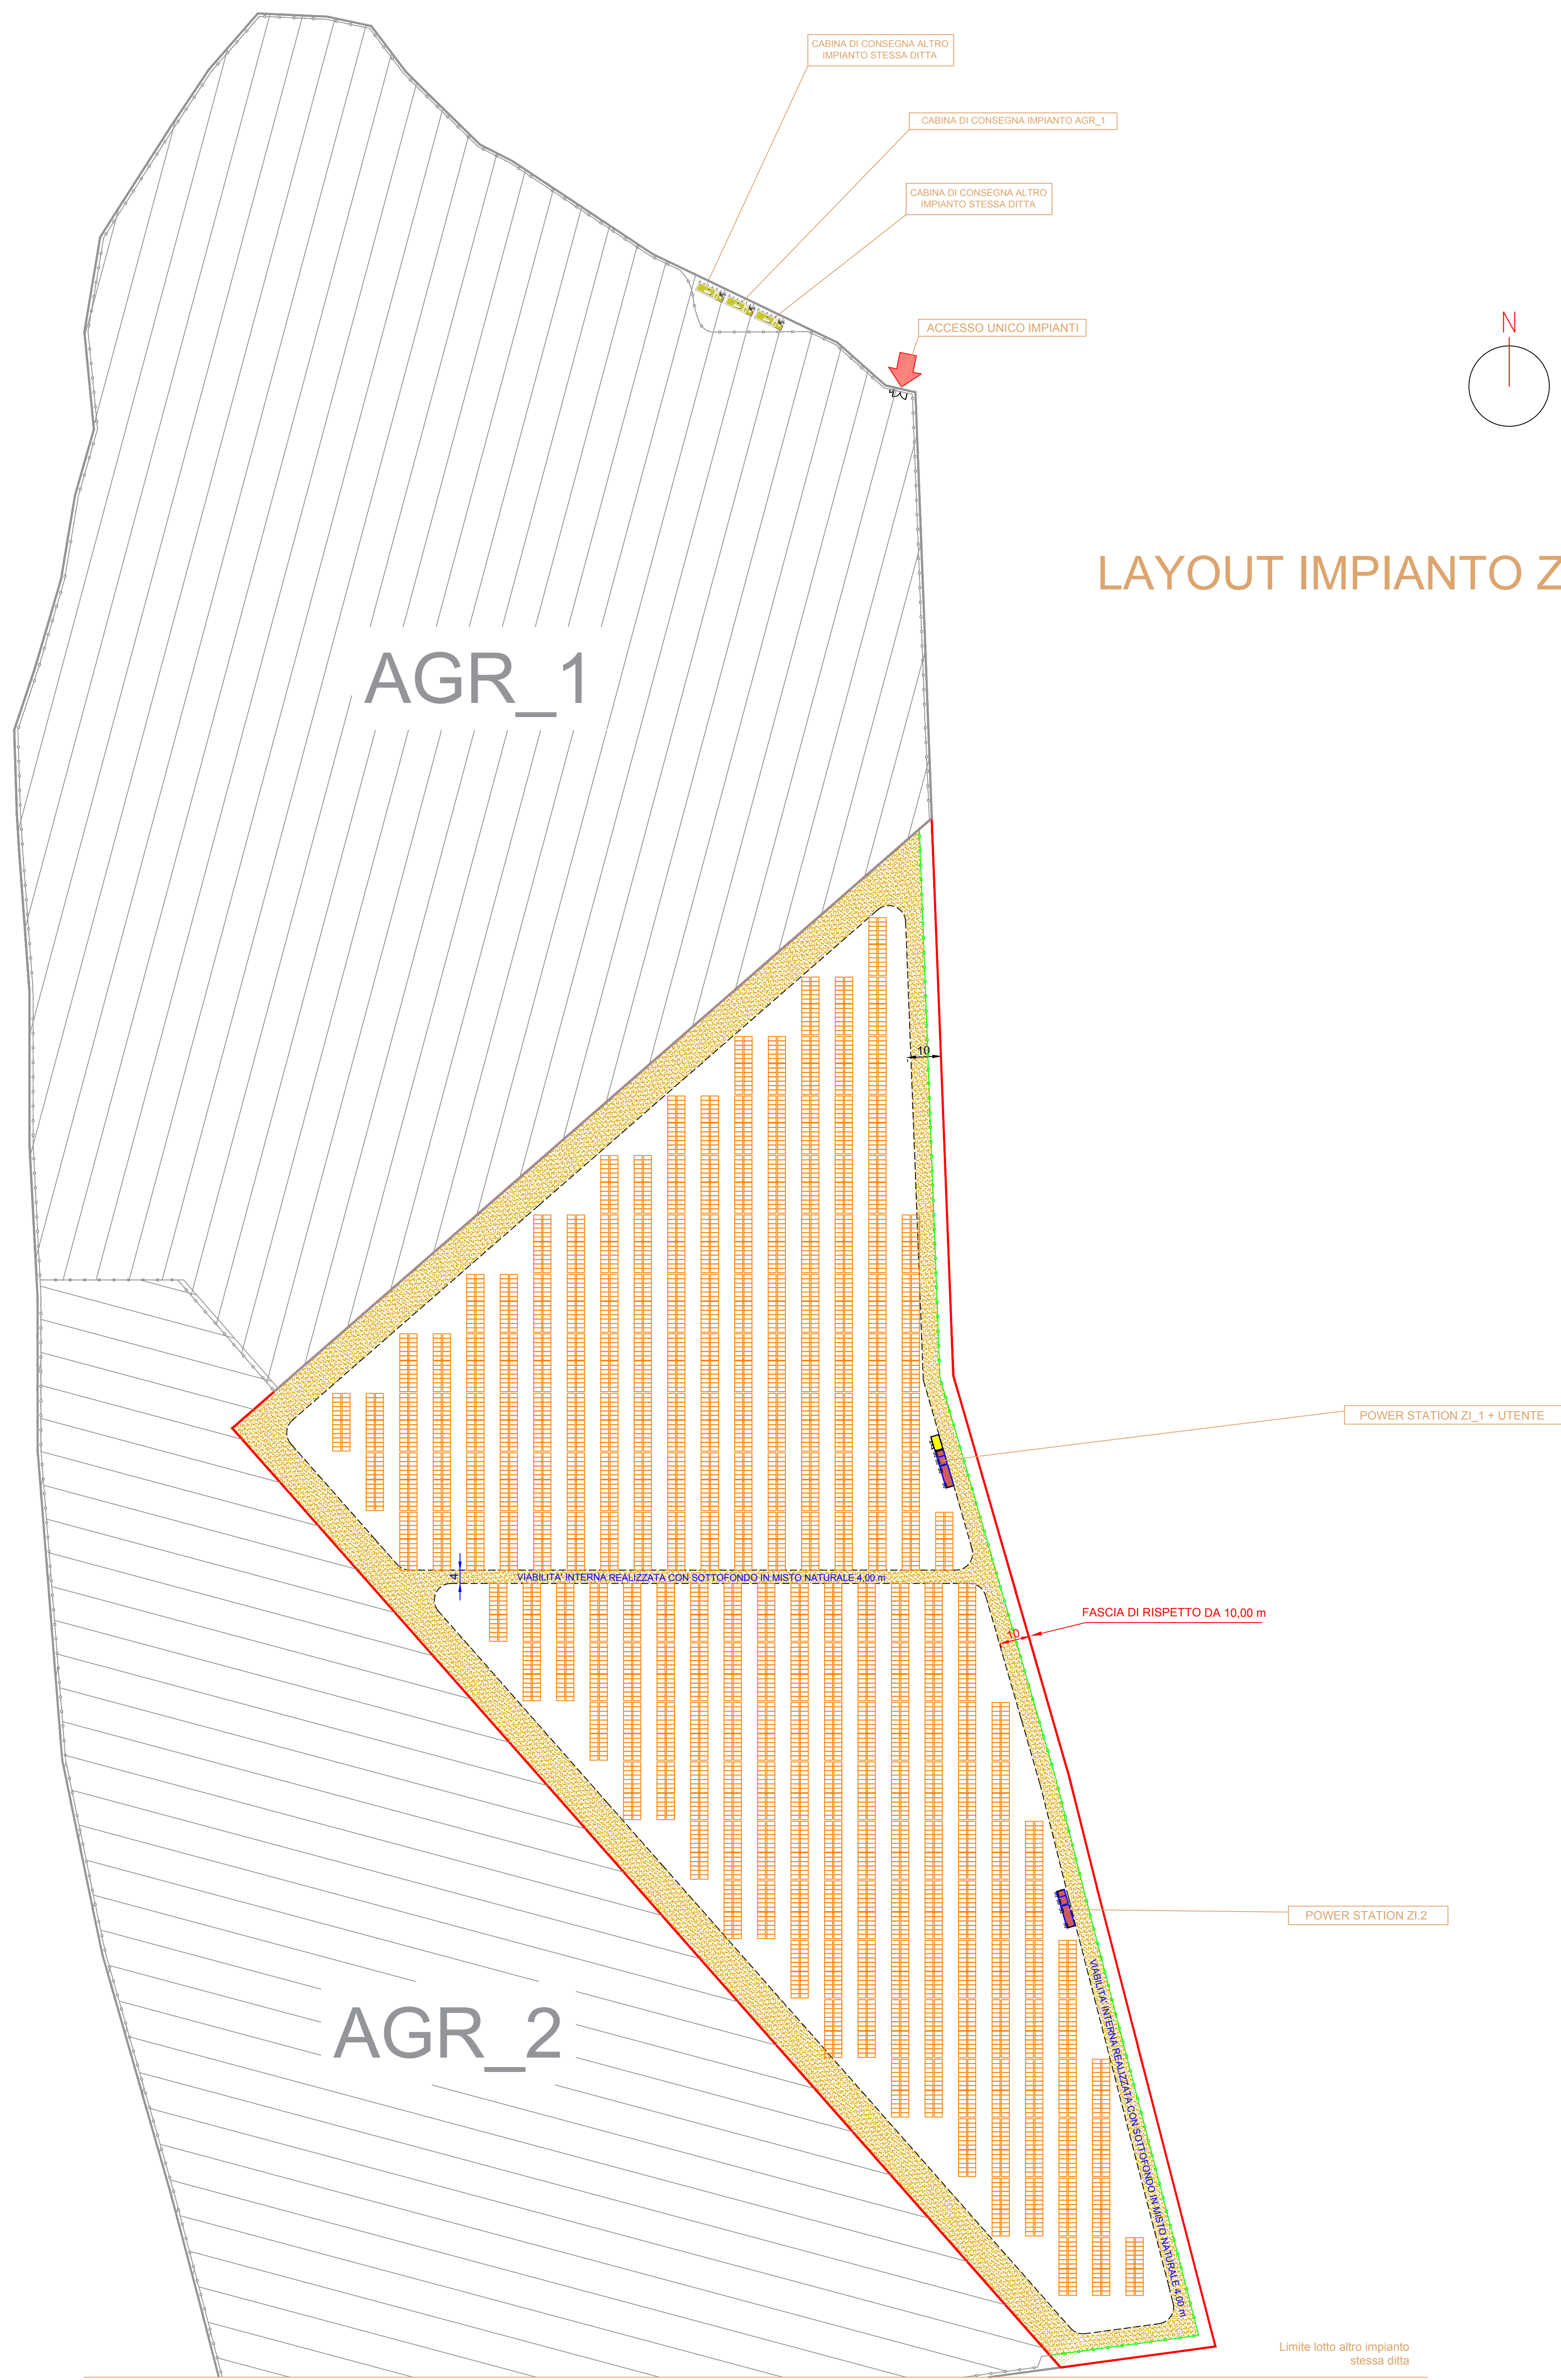 CABINA DI CONSEGNA ALTRO
IMPIANTO STESSA DITTA
CABINA DI CONSEGNA IMPIANTO AGR_1
CABINA DI CONSEGNA ALTRO
IMPIANTO STESSA DITTA
ACCESSO UNICO IMPIANTI
N
LAYOUT IMPIANTO Z
AGR_1
10
POWER STATION ZI_1 + UTENTE
4
VIABILITA' INTERNA REALIZZATA CON SOTTOFONDO IN MISTO NATURALE 4,00 m
FASCIA DI RISPETTO DA 10,00 m
10
POWER STATION ZI.2
VIABILITA' INTERNA REALIZZATA CON SOTTOFONDO IN MISTO NATURALE 4,00 m
AGR_2
Limite lotto altro impianto
stessa ditta